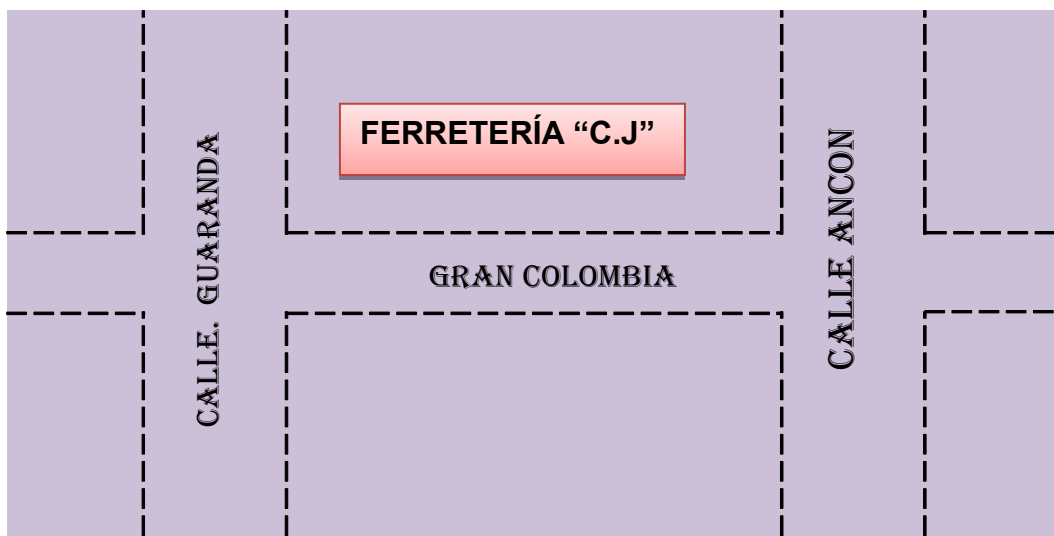 FERRETERÍA “C.J”
CALLE. GUARANDA
GRAN COLOMBIA
CALLE ANCON